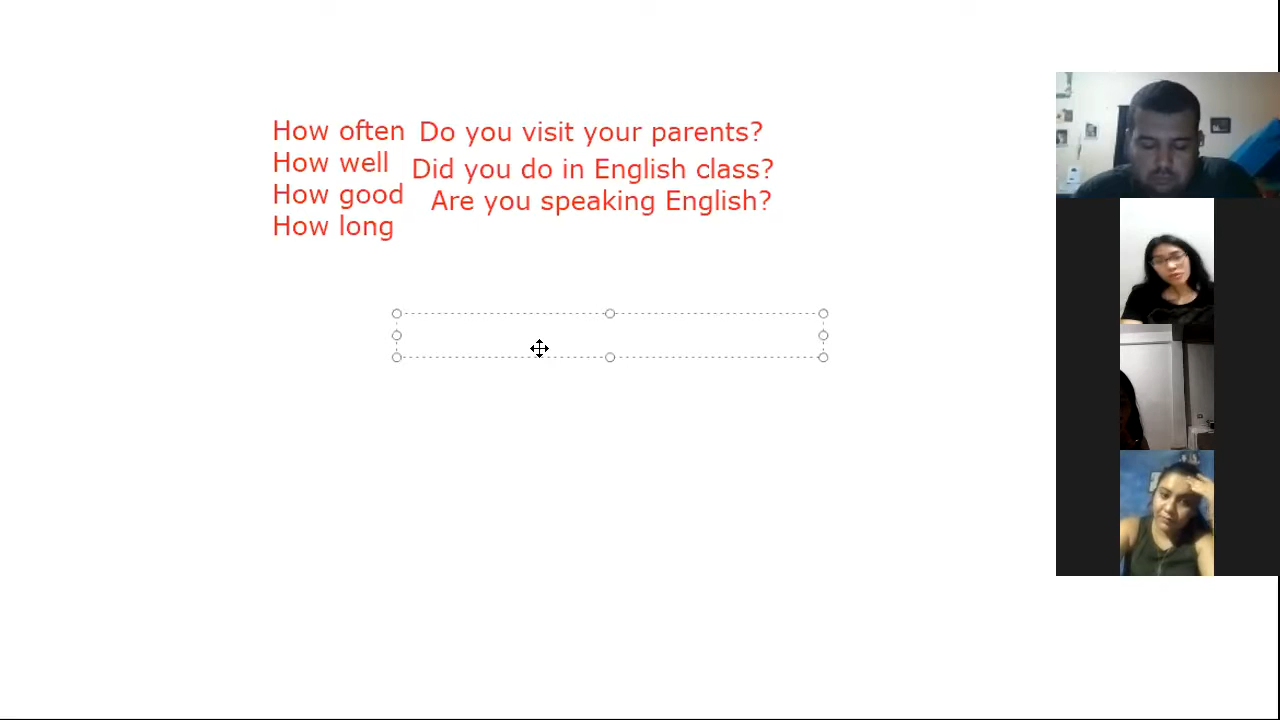 How often Do you visit your parents?
How well Did you do in English class?
How good Are you speaking English?
How long